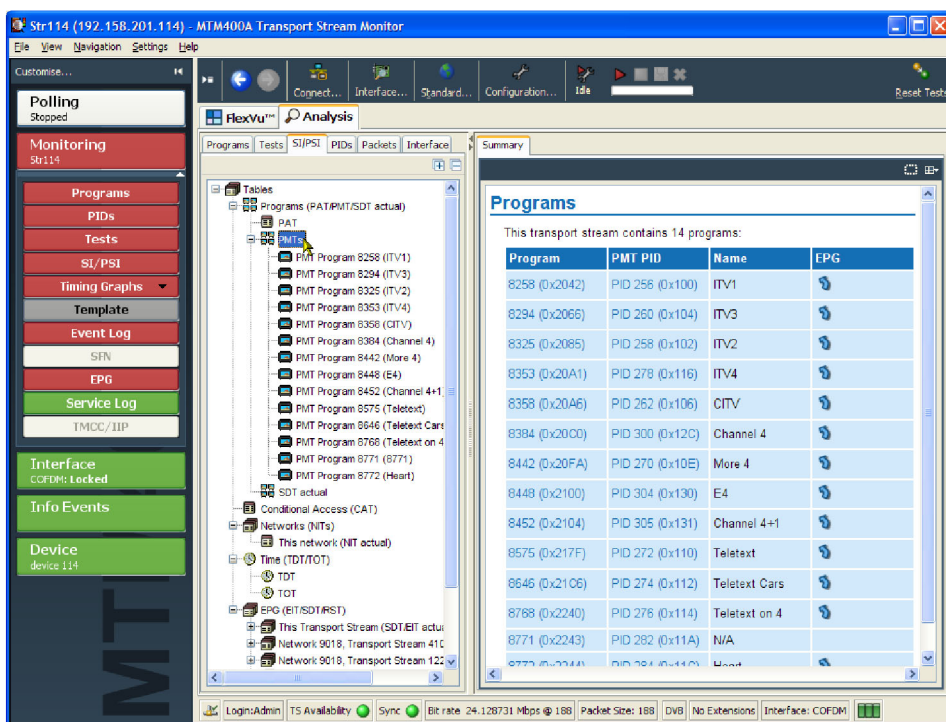 Str114 (192.158.201.114) - MTM400A Transport Stream Monitor
File View Navigation Settings Help
Customise...
Connect... Interface... Standard... Configuration... Idle Reset Tests
Polling
Stopped
FlexVu™ Analysis
Monitoring
Str114
Programs
PIDs
Tests
SI/PSI
Timing Graphs
Template
Event Log
SFN
EPG
Service Log
TMCC/IIP
Interface
COFDM: Locked
Info Events
Device
device 114
MTM
Programs Tests SI/PSI PIDs Packets Interface
Tables
Programs (PAT/PMT/SDT actual)
PAT
PMTs
PMT Program 8258 (ITV1)
PMT Program 8294 (ITV3)
PMT Program 8325 (ITV2)
PMT Program 8353 (ITV4)
PMT Program 8358 (CITV)
PMT Program 8384 (Channel 4)
PMT Program 8442 (More 4)
PMT Program 8448 (E4)
PMT Program 8452 (Channel 4+1
PMT Program 8575 (Teletext)
PMT Program 8646 (Teletext Cars
PMT Program 8768 (Teletext on 4
PMT Program 8771 (8771)
PMT Program 8772 (Heart)
SDT actual
Conditional Access (CAT)
Networks (NITs)
This network (NIT actual)
Time (TDT/TOT)
TDT
TOT
EPG (EIT/SDT/RST)
This Transport Stream (SDT/EIT actu
Network 9018, Transport Stream 410
Network 9018, Transport Stream 122
Summary
Programs
This transport stream contains 14 programs:
Program PMT PID Name EPG
8258 (0x2042) PID 256 (0x100) ITV1
8294 (0x2066) PID 260 (0x104) ITV3
8325 (0x2085) PID 258 (0x102) ITV2
8353 (0x20A1) PID 278 (0x116) ITV4
8358 (0x20A6) PID 262 (0x106) CITV
8384 (0x20C0) PID 300 (0x12C) Channel 4
8442 (0x20FA) PID 270 (0x10E) More 4
8448 (0x2100) PID 304 (0x130) E4
8452 (0x2104) PID 305 (0x131) Channel 4+1
8575 (0x217F) PID 272 (0x110) Teletext
8646 (0x21C6) PID 274 (0x112) Teletext Cars
8768 (0x2240) PID 276 (0x114) Teletext on 4
8771 (0x2243) PID 282 (0x11A) N/A
8772 (0x2244) PID 284 (0x11C) Heart
Login:Admin TS Availability Sync Bit rate 24.128731 Mbps @ 188 Packet Size: 188 DVB No Extensions Interface: COFDM